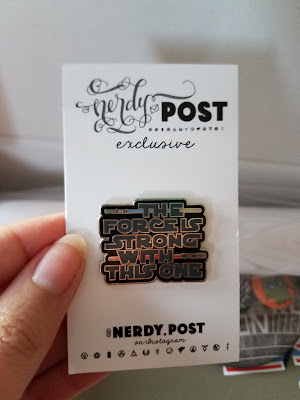 nerdy POST
exclusive
THE
FORCE IS
STRONG
WITH
THIS ONE
@NERDY.POST
on instagram